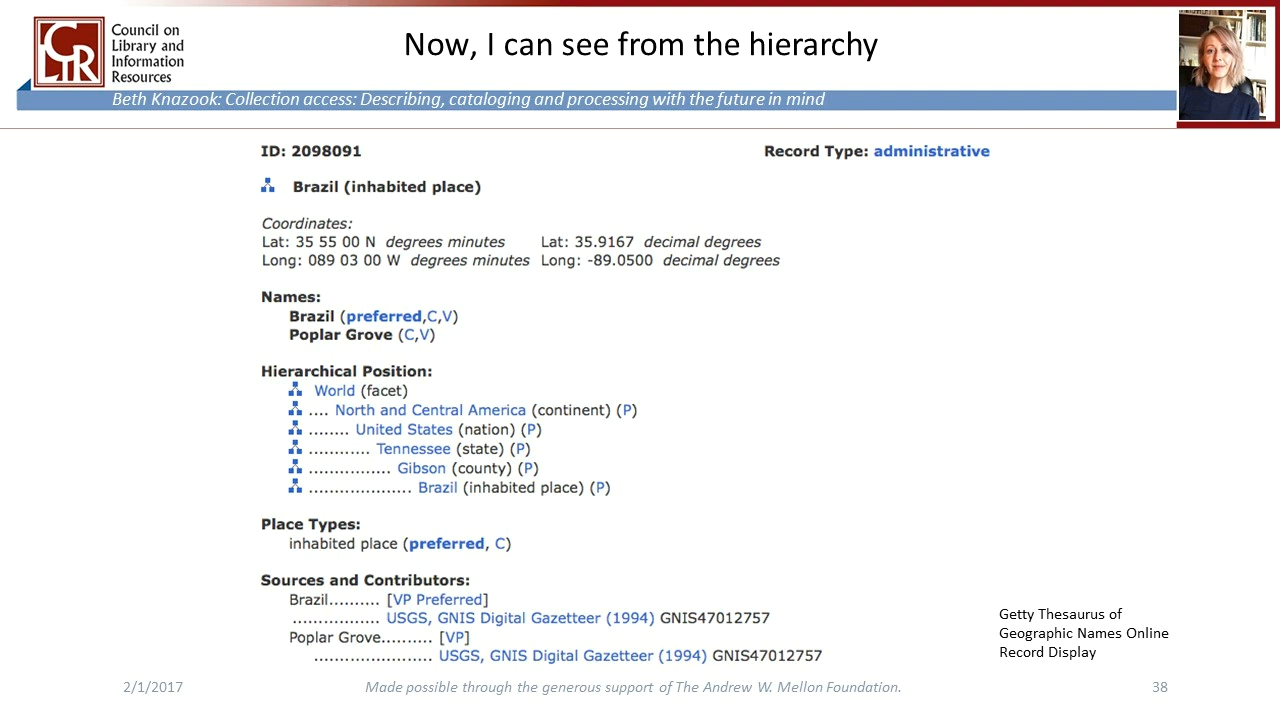 Council on
Library and
Information
Resources
CLIR
Now, I can see from the hierarchy
Beth Knazook: Collection access: Describing, cataloging and processing with the future in mind
ID: 2098091 Record Type: administrative
Brazil (inhabited place)
Coordinates:
Lat: 35 55 00 N degrees minutes Lat: 35.9167 decimal degrees
Long: 089 03 00 W degrees minutes Long: -89.0500 decimal degrees
Names:
Brazil (preferred,C,V)
Poplar Grove (C,V)
Hierarchical Position:
World (facet)
.... North and Central America (continent) (P)
........ United States (nation) (P)
............ Tennessee (state) (P)
................ Gibson (county) (P)
.................... Brazil (inhabited place) (P)
Place Types:
inhabited place (preferred, C)
Sources and Contributors:
Brazil.......... [VP Preferred]
................. USGS, GNIS Digital Gazetteer (1994) GNIS47012757
Poplar Grove.......... [VP]
....................... USGS, GNIS Digital Gazetteer (1994) GNIS47012757
Getty Thesaurus of
Geographic Names Online
Record Display
2/1/2017 Made possible through the generous support of The Andrew W. Mellon Foundation. 38